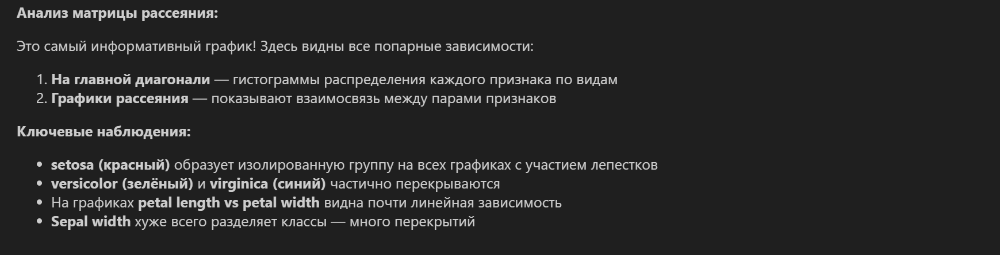 Анализ матрицы рассеяния:
Это самый информативный график! Здесь видны все попарные зависимости:
1. На главной диагонали — гистограммы распределения каждого признака по видам
2. Графики рассеяния — показывают взаимосвязь между парами признаков
Ключевые наблюдения:
• setosa (красный) образует изолированную группу на всех графиках с участием лепестков
• versicolor (зелёный) и virginica (синий) частично перекрываются
• На графиках petal length vs petal width видна почти линейная зависимость
• Sepal width хуже всего разделяет классы — много перекрытий